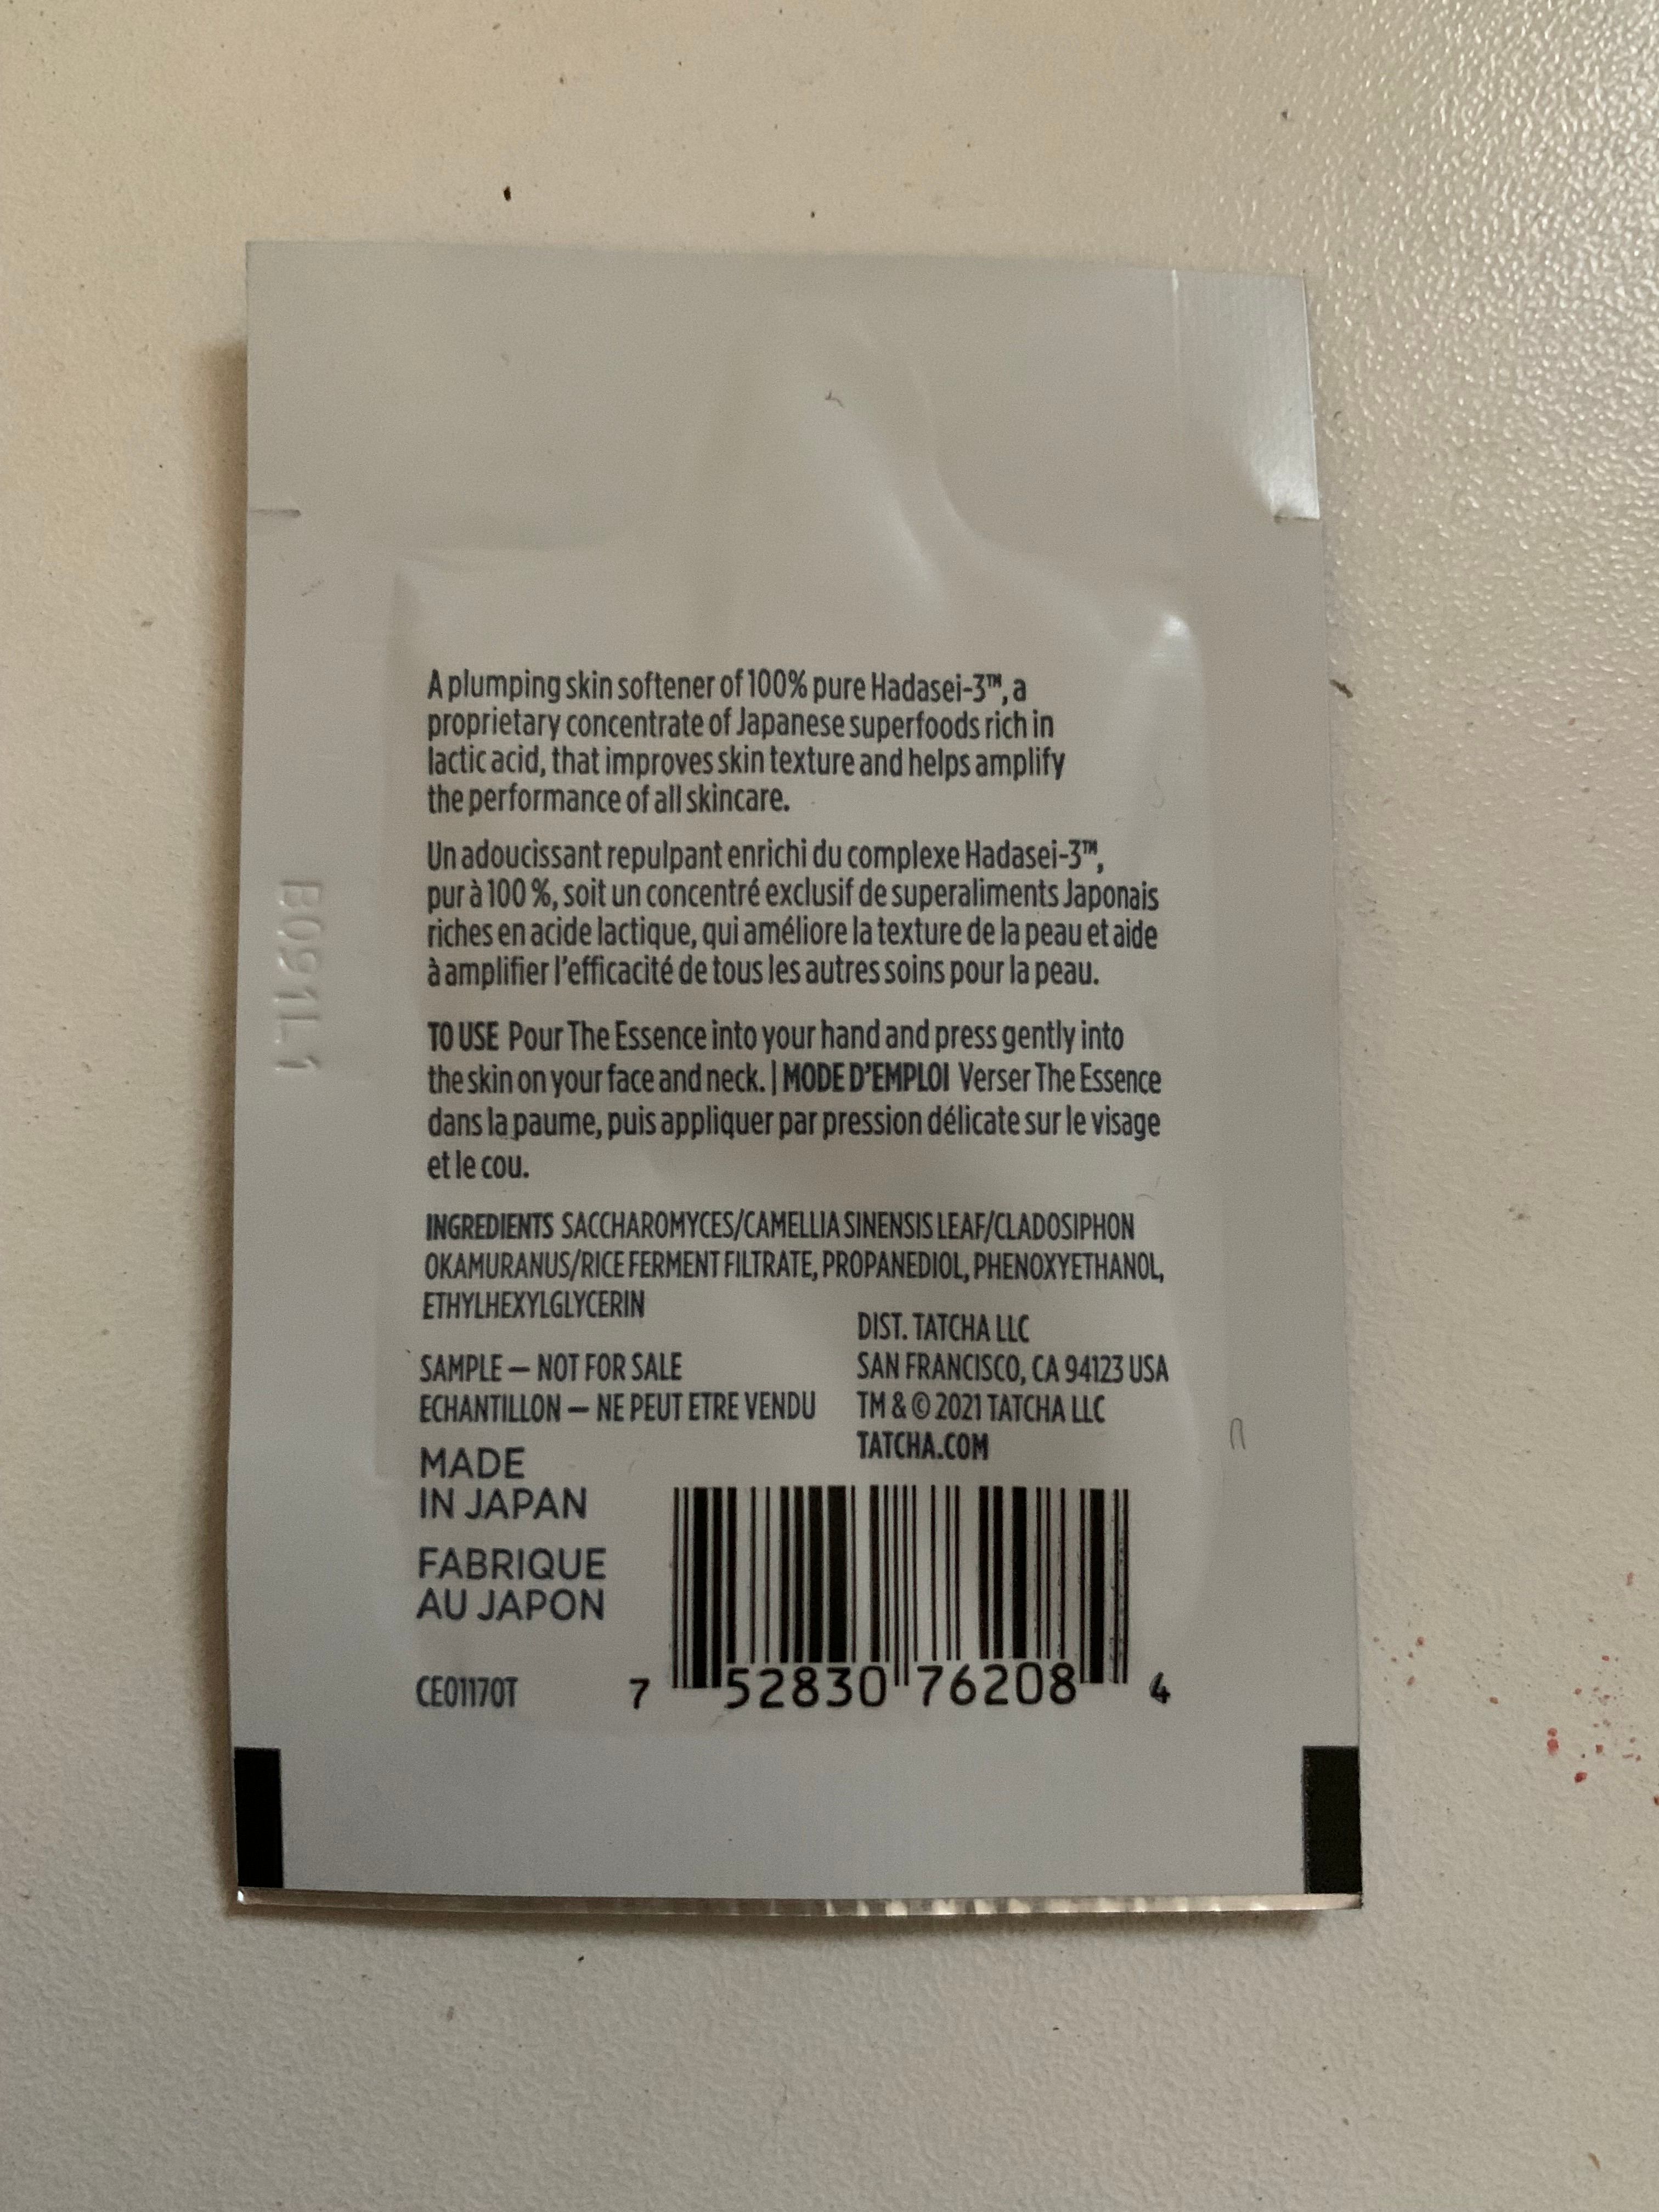 A plumping skin softener of 100% pure Hadasei-3™, a
proprietary concentrate of Japanese superfoods rich in
lactic acid, that improves skin texture and helps amplify
the performance of all skincare.
Un adoucissant repulpant enrichi du complexe Hadasei-3™,
pur à 100 %, soit un concentré exclusif de superaliments Japonais
riches en acide lactique, qui améliore la texture de la peau et aide
à amplifier l'efficacité de tous les autres soins pour la peau.
TO USE Pour The Essence into your hand and press gently into
the skin on your face and neck. | MODE D'EMPLOI Verser The Essence
dans la paume, puis appliquer par pression délicate sur le visage
et le cou.
INGREDIENTS SACCHAROMYCES/CAMELLIA SINENSIS LEAF/CLADOSIPHON
OKAMURANUS/RICE FERMENT FILTRATE, PROPANEDIOL, PHENOXYETHANOL,
ETHYLHEXYLGLYCERIN
SAMPLE — NOT FOR SALE
ECHANTILLON — NE PEUT ETRE VENDU
DIST. TATCHA LLC
SAN FRANCISCO, CA 94123 USA
TM & © 2021 TATCHA LLC
TATCHA.COM
MADE
IN JAPAN
FABRIQUE
AU JAPON
CE01170T
7 52830 76208 4
B091L1